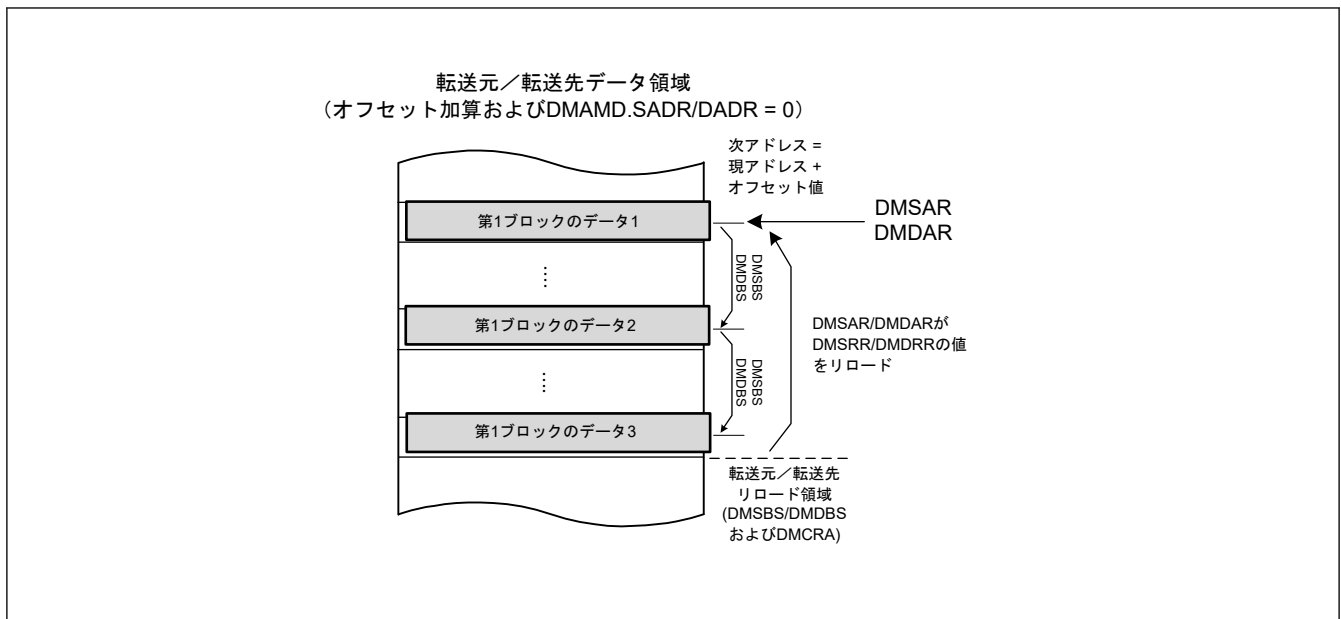 転送元／転送先データ領域
（オフセット加算およびDMAMD.SADR/DADR = 0）
次アドレス =
現アドレス +
オフセット値
DMSAR
DMDAR
第1ブロックのデータ1
DMSBS
DMDBS
⋮
第1ブロックのデータ2
DMSAR/DMDARが
DMSRR/DMDRRの値
をリロード
DMSBS
DMDBS
⋮
第1ブロックのデータ3
転送元／転送先
リロード領域
(DMSBS/DMDBS
およびDMCRA)